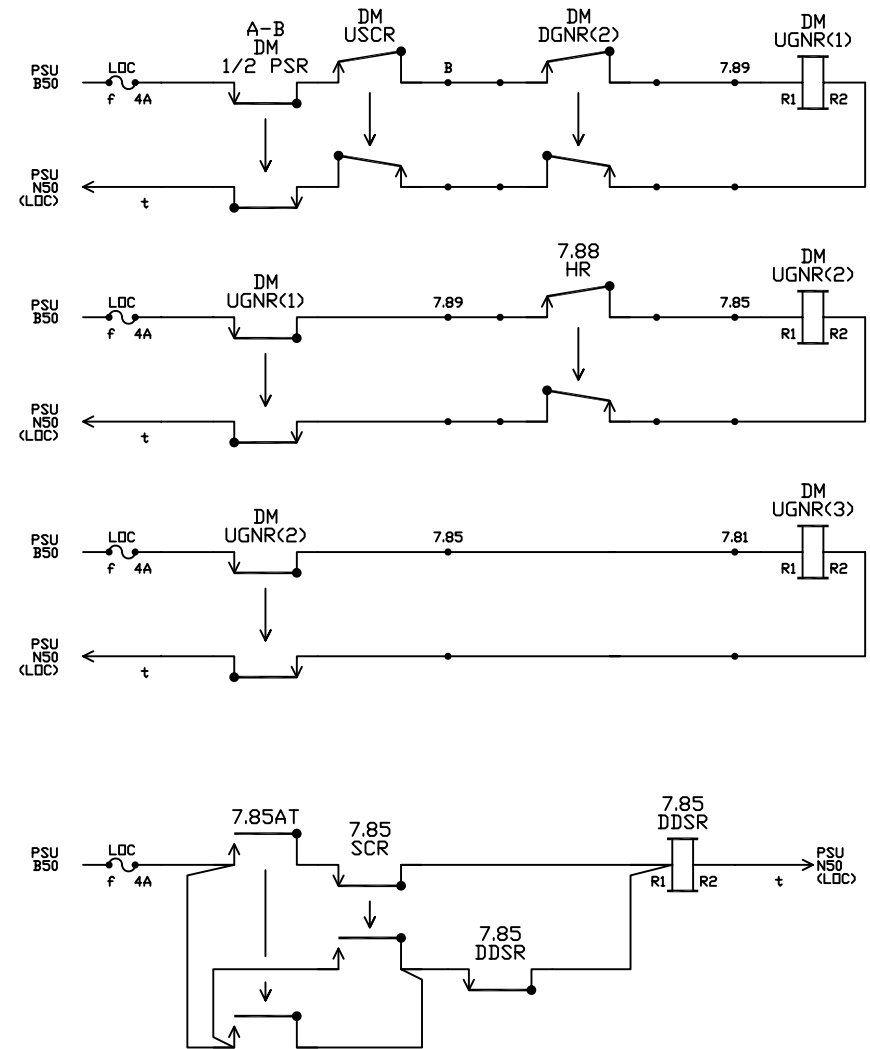 A-B
DM
1/2 PSR
DM
USCR
DM
DGNR(2)
DM
UGNR(1)
PSU
B50
LOC
f 4A
B
7.89
R1 R2
PSU
N50
(LOC)
t
DM
UGNR(1)
7.88
HR
DM
UGNR(2)
PSU
B50
LOC
f 4A
7.89
7.85
R1 R2
PSU
N50
(LOC)
t
DM
UGNR(2)
DM
UGNR(3)
PSU
B50
LOC
f 4A
7.85
7.81
R1 R2
PSU
N50
(LOC)
t
7.85AT
7.85
SCR
7.85
DDSR
PSU
B50
LOC
f 4A
R1 R2
t
PSU
N50
(LOC)
7.85
DDSR